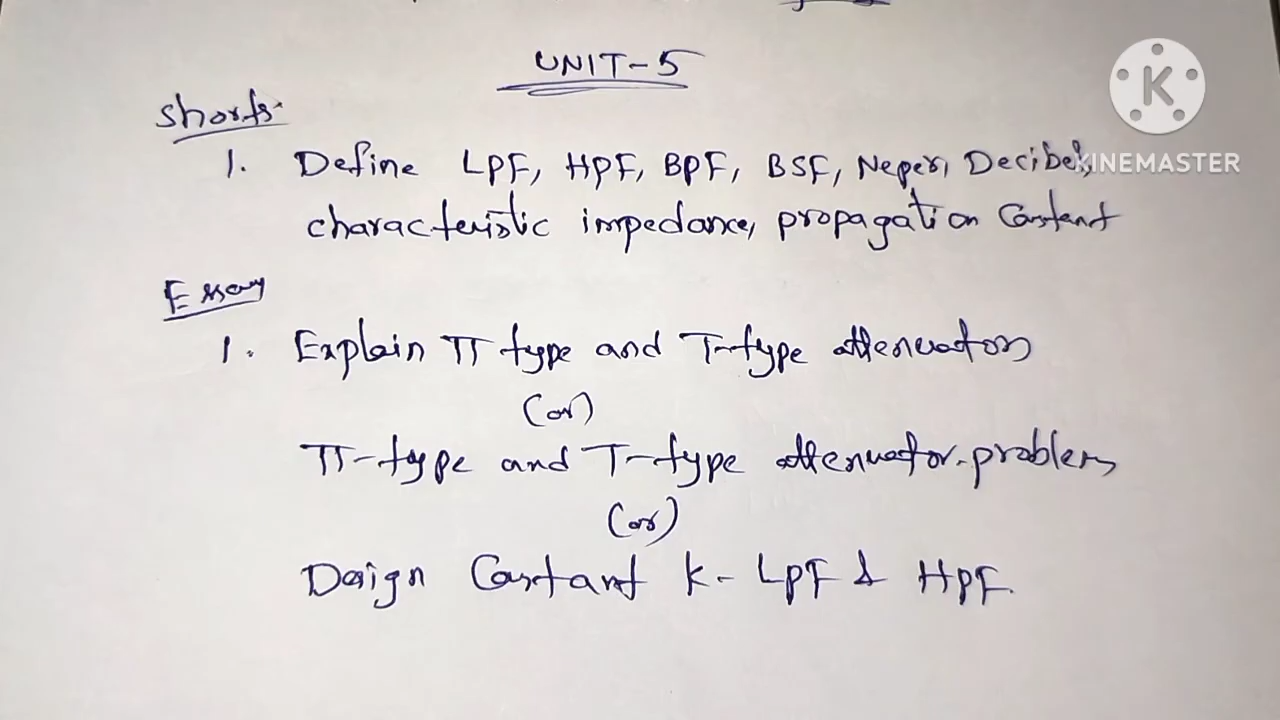 UNIT-5
Shorts:
1. Define LPF, HPF, BPF, BSF, Neper, Decibel,
KINEMASTER
characteristic impedance, propagation Constant
Essay
1. Explain π type and T-type attenuators
(or)
π-type and T-type attenuator-problems
(or)
Design Constant K- LPF & HPF.